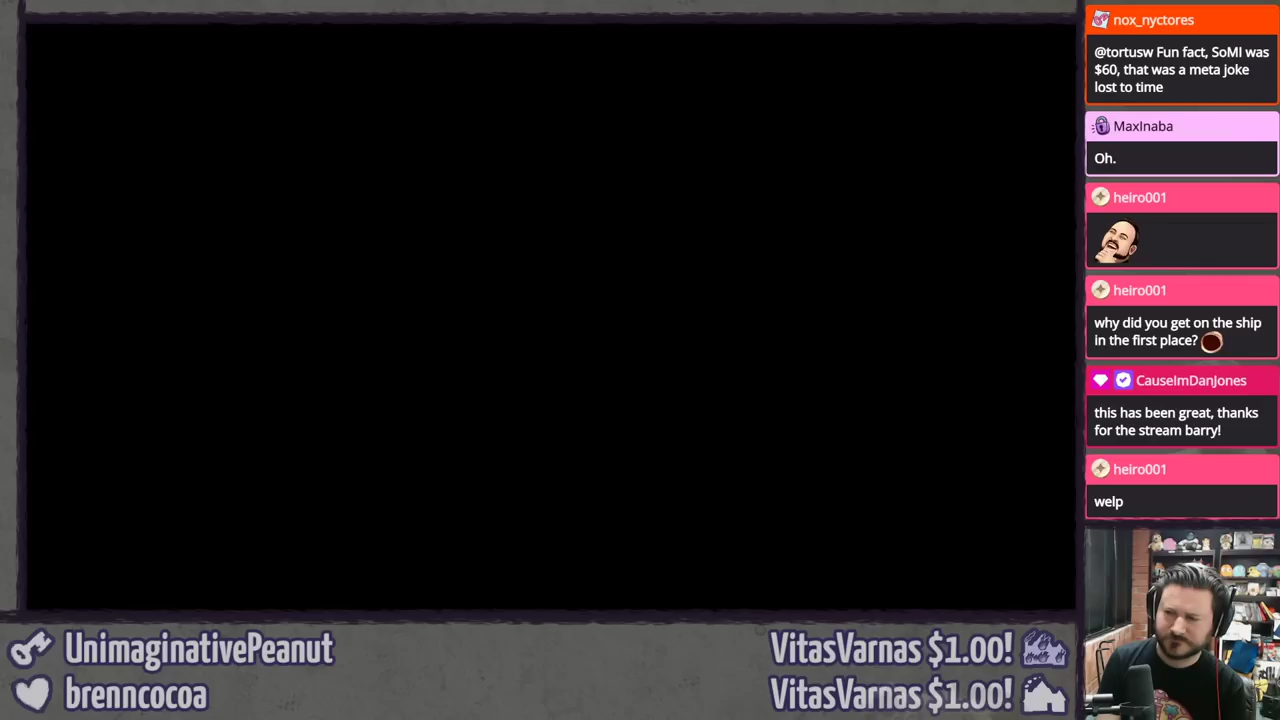 nox_nyctores
@tortusw Fun fact, SoMI was
$60, that was a meta joke
lost to time
MaxInaba
Oh.
heiro001
heiro001
why did you get on the ship
in the first place?
CauseImDanJones
this has been great, thanks
for the stream barry!
heiro001
welp
UnimaginativePeanut
brenncocoa
VitasVarnas $1.00!
VitasVarnas $1.00!